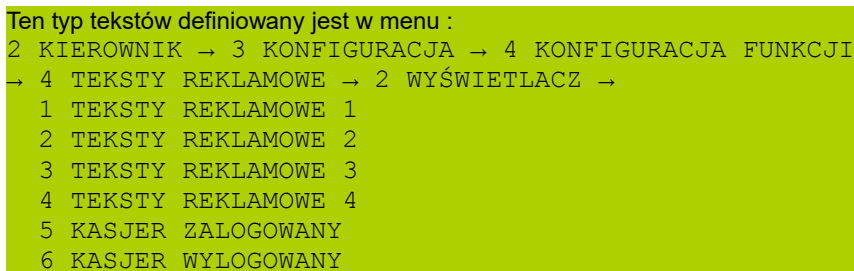 Ten typ tekstów definiowany jest w menu :
2 KIEROWNIK → 3 KONFIGURACJA → 4 KONFIGURACJA FUNKCJI
→ 4 TEKSTY REKLAMOWE → 2 WYŚWIETLACZ →
1 TEKSTY REKLAMOWE 1
2 TEKSTY REKLAMOWE 2
3 TEKSTY REKLAMOWE 3
4 TEKSTY REKLAMOWE 4
5 KASJER ZALOGOWANY
6 KASJER WYLOGOWANY